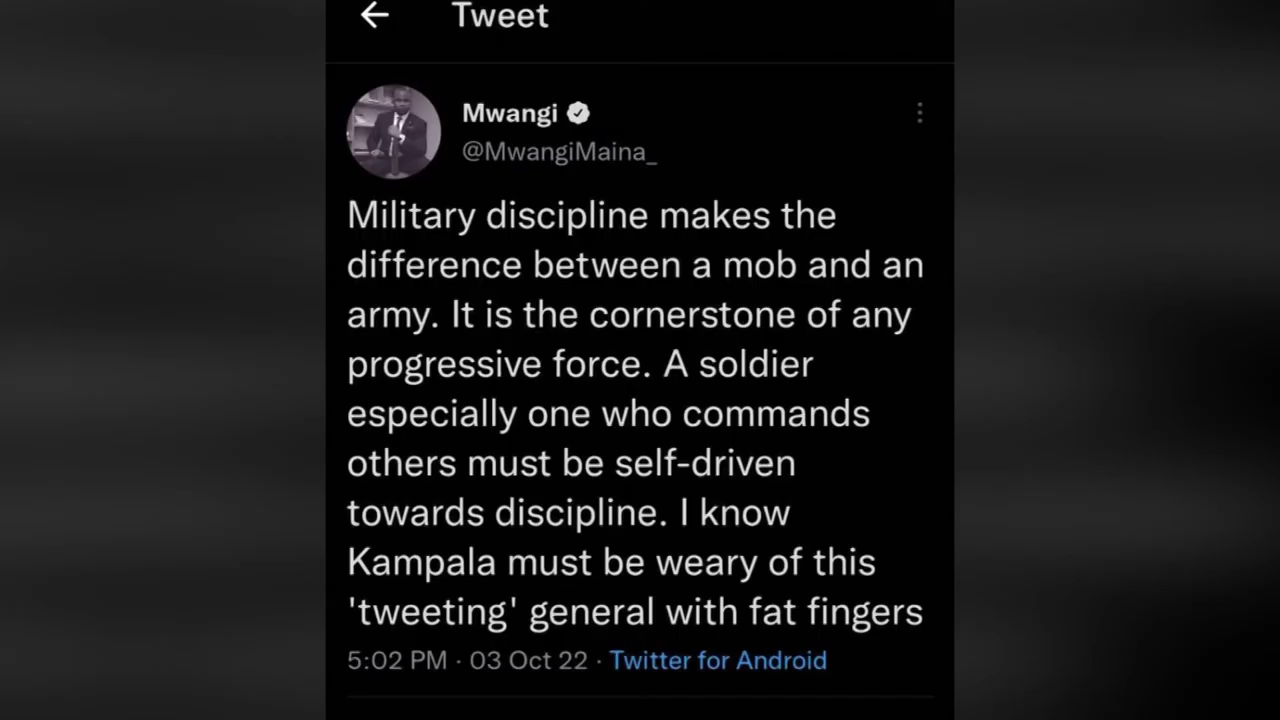 Tweet
Mwangi
@MwangiMaina_
Military discipline makes the
difference between a mob and an
army. It is the cornerstone of any
progressive force. A soldier
especially one who commands
others must be self-driven
towards discipline. I know
Kampala must be weary of this
'tweeting' general with fat fingers
5:02 PM · 03 Oct 22 · Twitter for Android